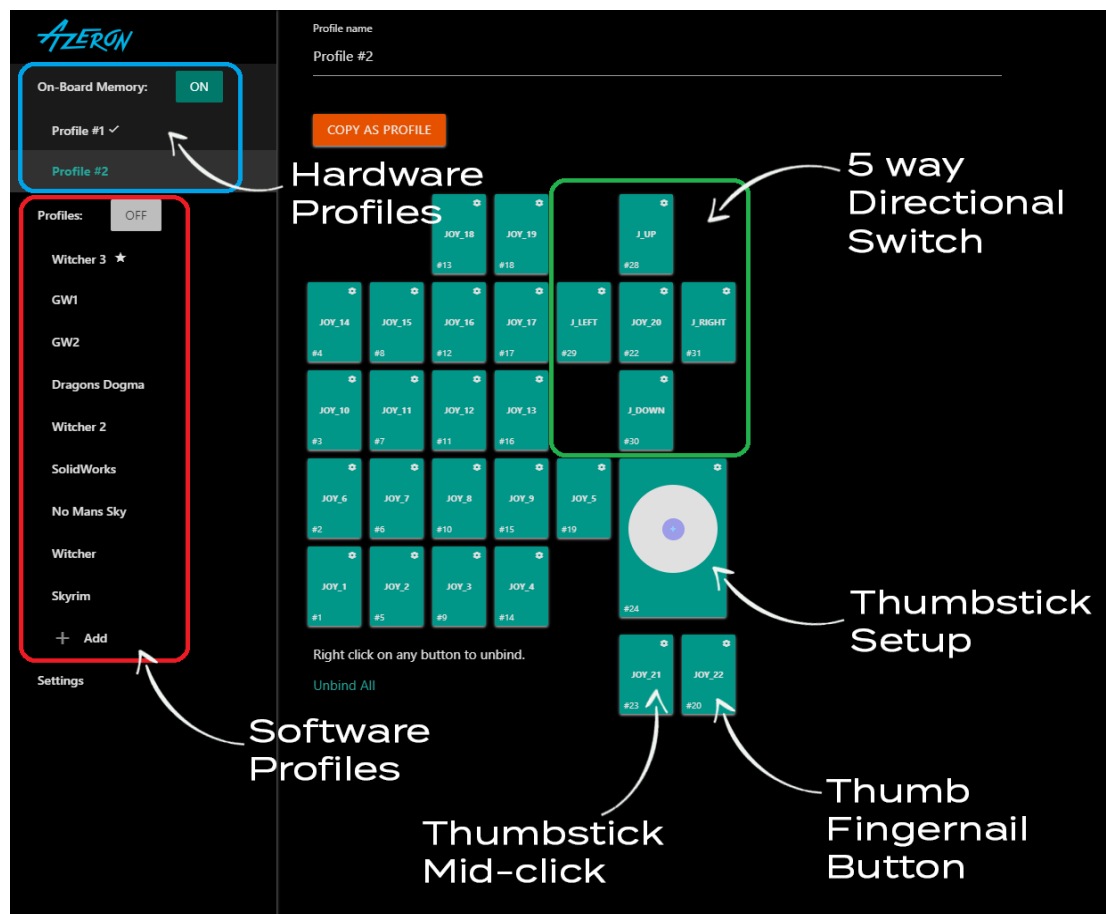 AZERON
On-Board Memory:
ON
Profile #1
Profile #2
Profiles:
OFF
Witcher 3
GW1
GW2
Dragons Dogma
Witcher 2
SolidWorks
No Mans Sky
Witcher
Skyrim
+ Add
Settings
Hardware
Profiles
Software
Profiles
Profile name
Profile #2
COPY AS PROFILE
5 way
Directional
Switch
JOY_18
#13
JOY_19
#18
J_UP
#28
JOY_14
#4
JOY_15
#8
JOY_16
#12
JOY_17
#17
J_LEFT
#29
JOY_20
#22
J_RIGHT
#31
JOY_10
#3
JOY_11
#7
JOY_12
#11
JOY_13
#16
J_DOWN
#30
JOY_6
#2
JOY_7
#6
JOY_8
#10
JOY_9
#15
JOY_5
#19
#24
JOY_1
#1
JOY_2
#5
JOY_3
#9
JOY_4
#14
Thumbstick
Setup
Right click on any button to unbind.
Unbind All
JOY_21
#23
JOY_22
#20
Thumbstick
Mid-click
Thumb
Fingernail
Button